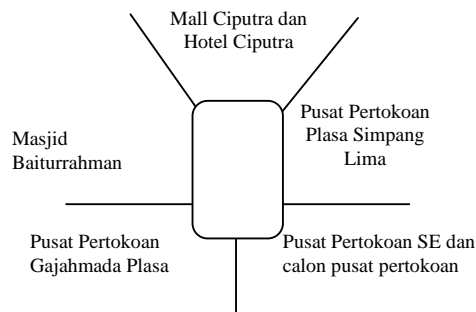 Mall Ciputra dan
Hotel Ciputra
Pusat Pertokoan
Plasa Simpang
Lima
Masjid
Baiturrahman
Pusat Pertokoan
Gajahmada Plasa
Pusat Pertokoan SE dan
calon pusat pertokoan